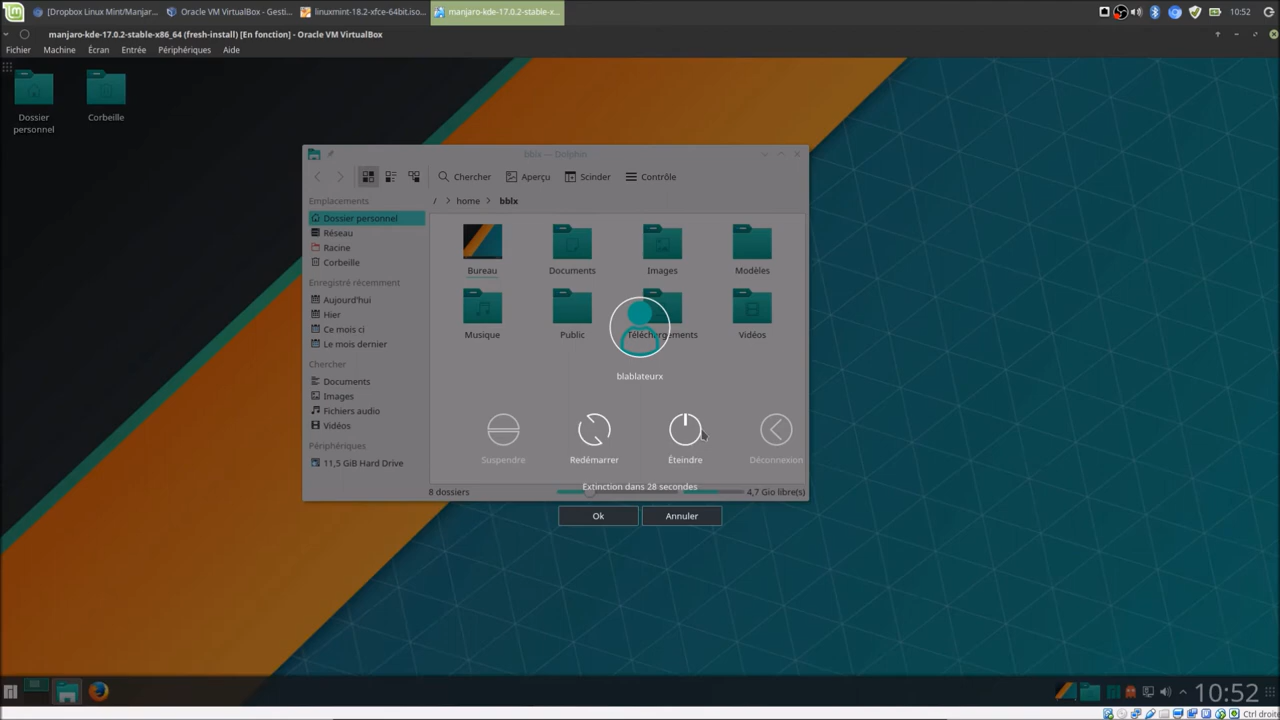 [Dropbox Linux Mint/Manjar...
Oracle VM VirtualBox - Gesti...
linuxmint-18.2-xfce-64bit.iso...
manjaro-kde-17.0.2-stable-x...
10:52
manjaro-kde-17.0.2-stable-x86_64 (fresh-install) [En fonction] - Oracle VM VirtualBox
Fichier Machine Écran Entrée Périphériques Aide
Dossier personnel
Corbeille
bblx — Dolphin
Chercher Aperçu Scinder Contrôle
/ > home > bblx
Emplacements
Dossier personnel
Réseau
Racine
Corbeille
Enregistré récemment
Aujourd'hui
Hier
Ce mois ci
Le mois dernier
Chercher
Documents
Images
Fichiers audio
Vidéos
Périphériques
11,5 GiB Hard Drive
Bureau Documents Images Modèles
Musique Public Téléchargements Vidéos
blablateurx
Suspendre Redémarrer Éteindre Déconnexion
Extinction dans 28 secondes
8 dossiers
4,7 Gio libre(s)
Ok Annuler
10:52
Ctrl droite